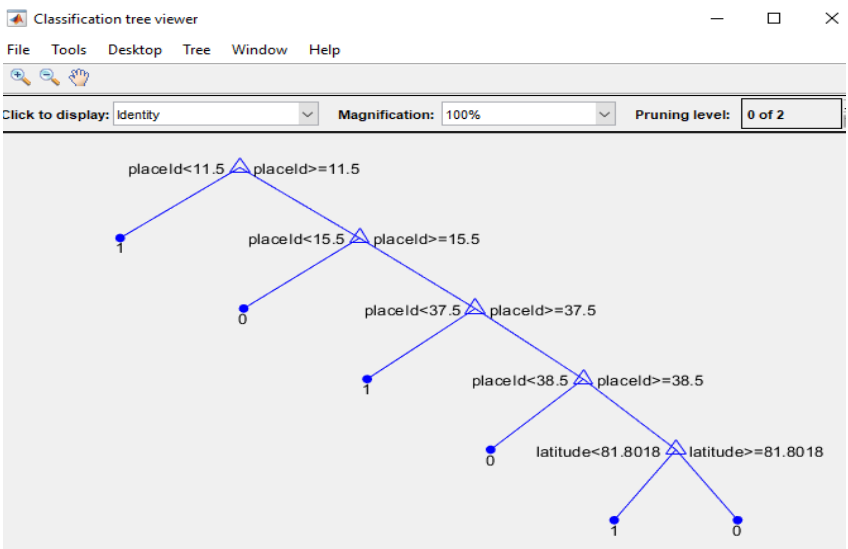 Classification tree viewer
File Tools Desktop Tree Window Help
Click to display: Identity Magnification: 100% Pruning level: 0 of 2
placeId<11.5 placeId>=11.5
1
placeId<15.5 placeId>=15.5
0
placeId<37.5 placeId>=37.5
1
placeId<38.5 placeId>=38.5
0
latitude<81.8018 latitude>=81.8018
1 0